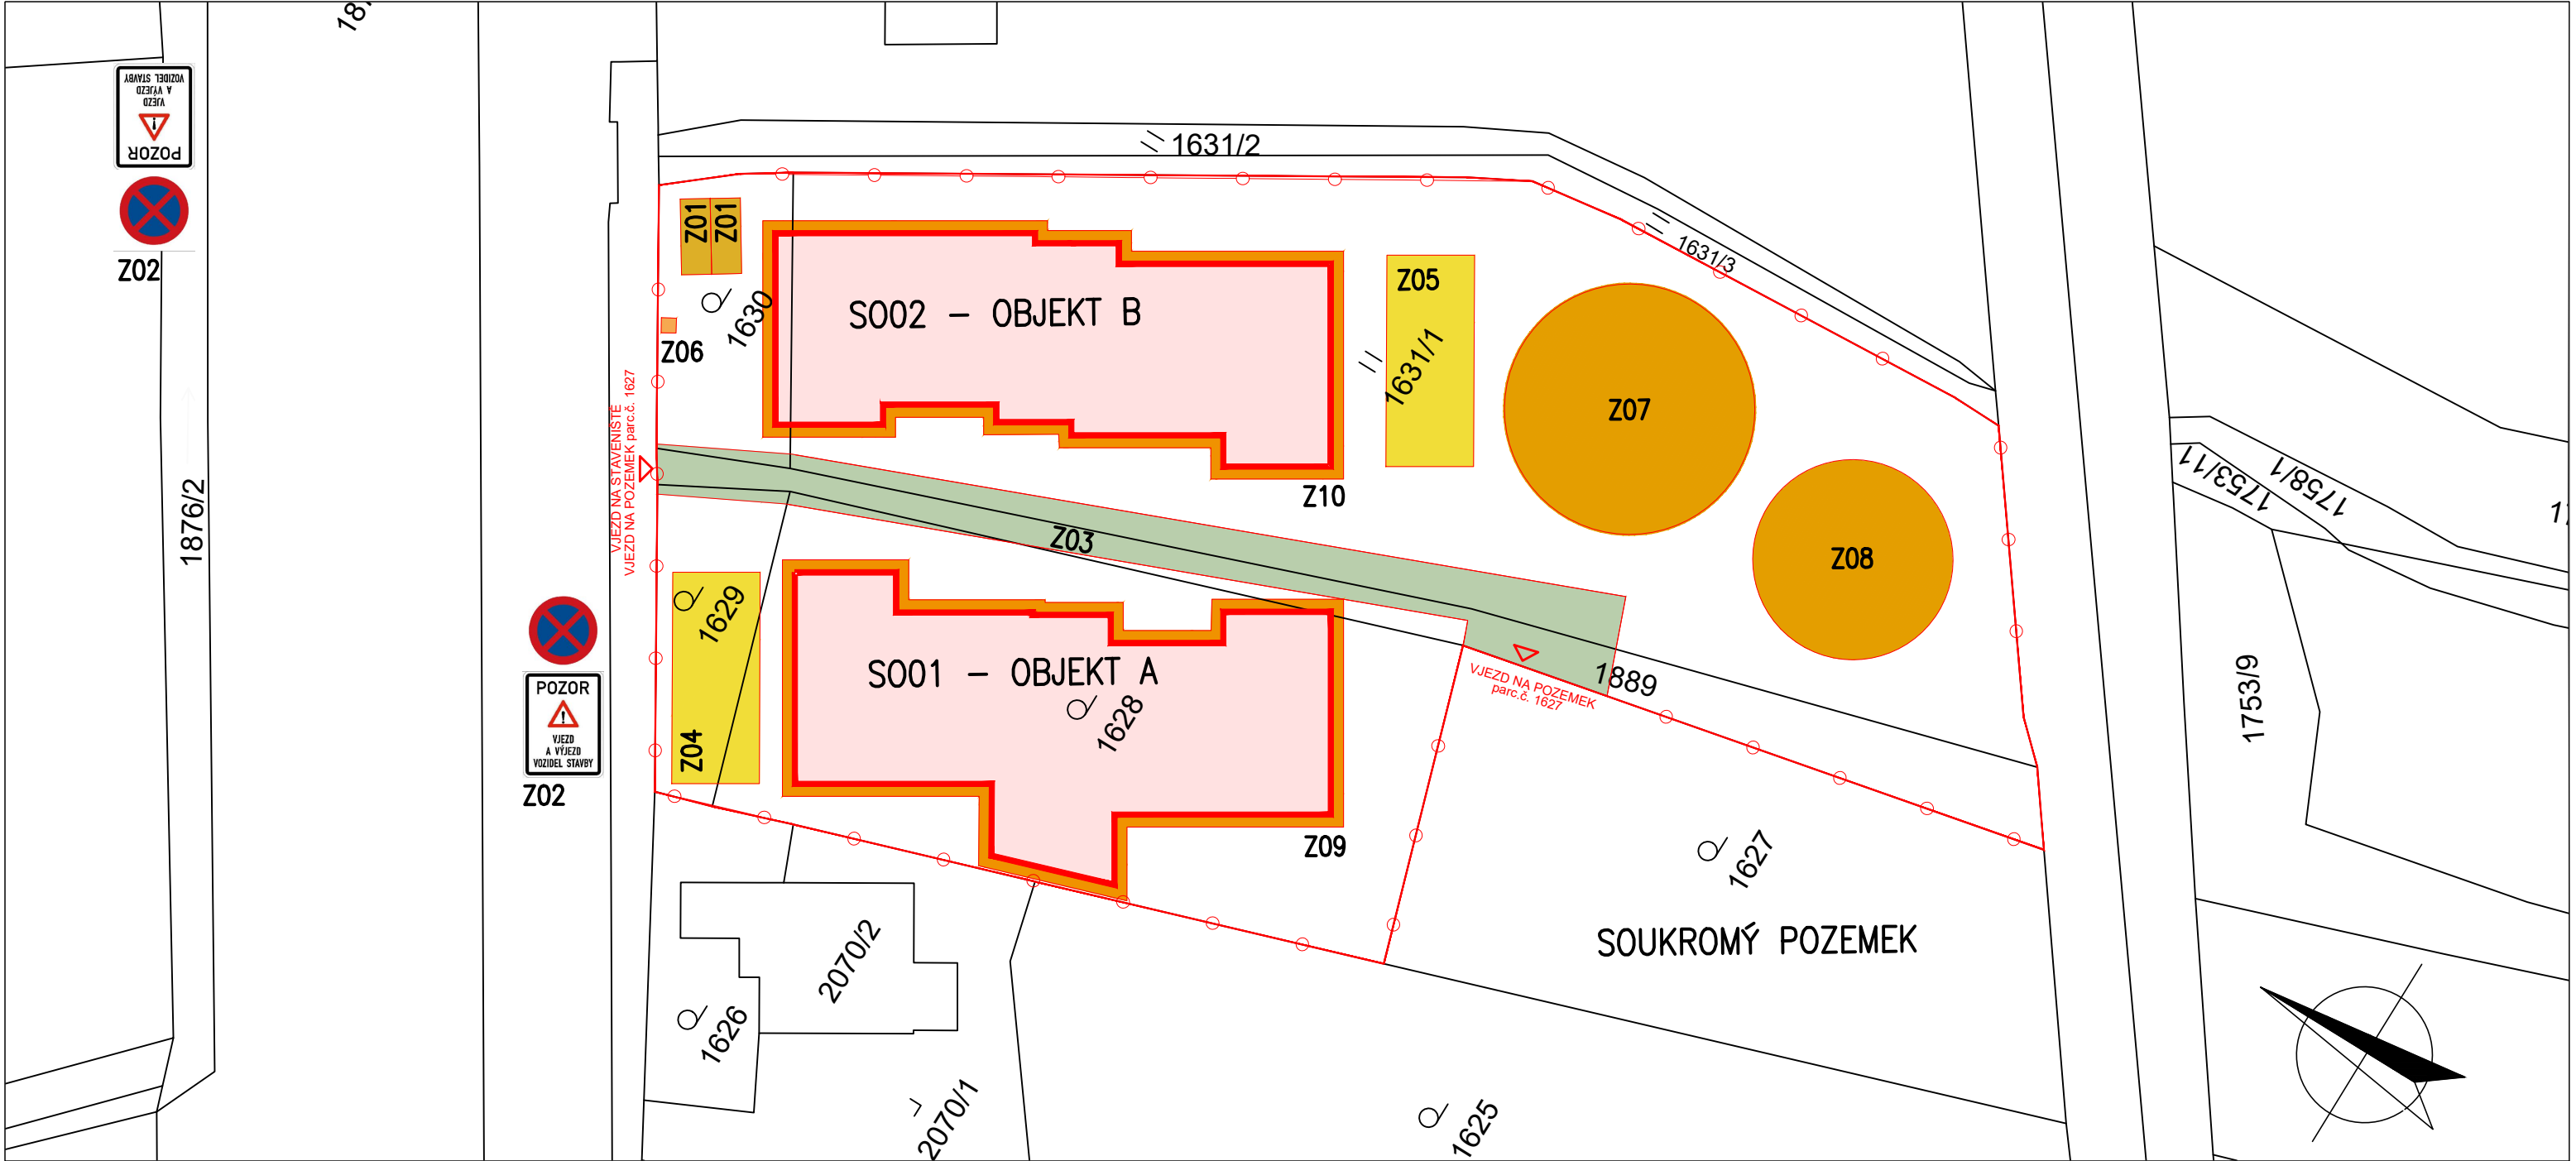 VOZIDEL STAVBY
A VÝJEZD
VJEZD
POZOR
Z02
1876/2
1631/2
1631/3
Z01
Z01
1630
Z06
SO02 – OBJEKT B
Z05
1631/1
Z07
Z08
Z10
VJEZD NA STAVENIŠTĚ
VJEZD NA POZEMEK parc.č. 1627
Z03
1629
Z04
SO01 – OBJEKT A
1628
Z09
VJEZD NA POZEMEK
parc.č. 1627
1889
POZOR
VJEZD
A VÝJEZD
VOZIDEL STAVBY
Z02
1627
SOUKROMÝ POZEMEK
2070/2
1626
2070/1
1625
1753/11
1758/1
1753/9